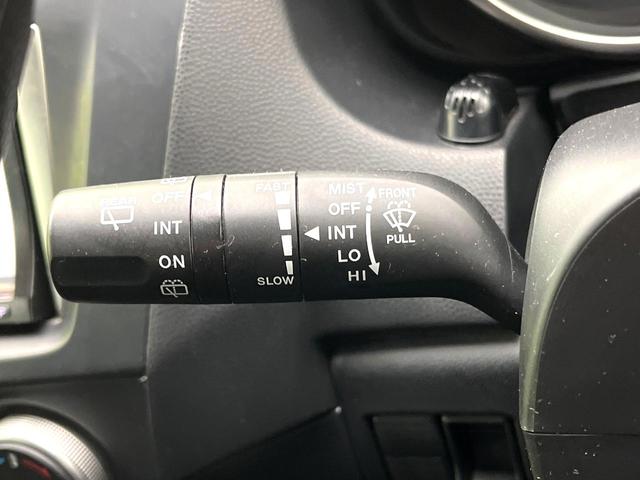 REAR
OFF
INT
ON
FAST
SLOW
MIST
OFF
INT
LO
HI
FRONT
PULL